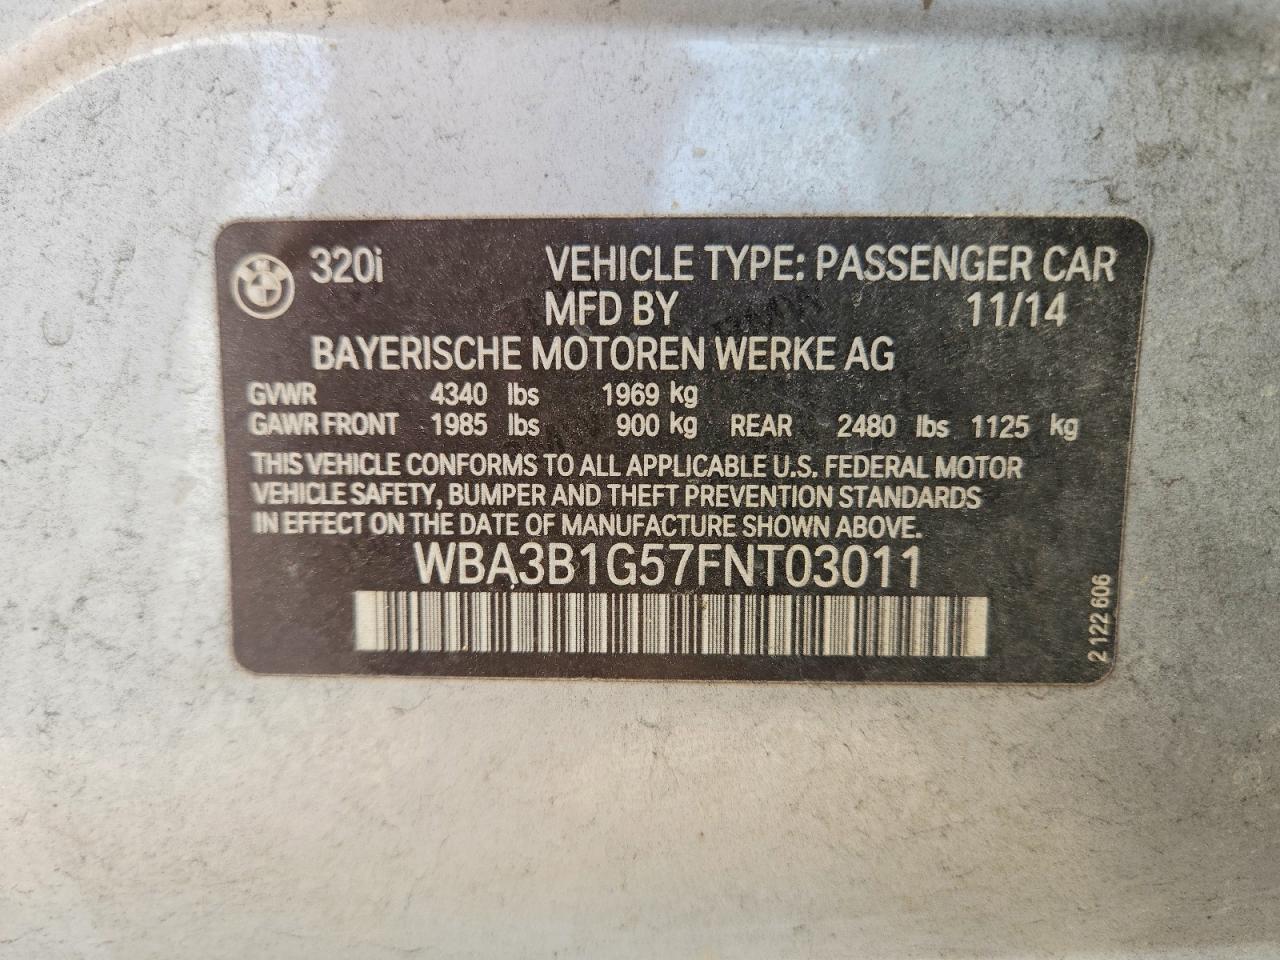 320i VEHICLE TYPE: PASSENGER CAR
MFD BY 11/14
BAYERISCHE MOTOREN WERKE AG
GVWR 4340 lbs 1969 kg
GAWR FRONT 1985 lbs 900 kg REAR 2480 lbs 1125 kg
THIS VEHICLE CONFORMS TO ALL APPLICABLE U.S. FEDERAL MOTOR
VEHICLE SAFETY, BUMPER AND THEFT PREVENTION STANDARDS
IN EFFECT ON THE DATE OF MANUFACTURE SHOWN ABOVE.
WBA3B1G57FNT03011
2 122 606